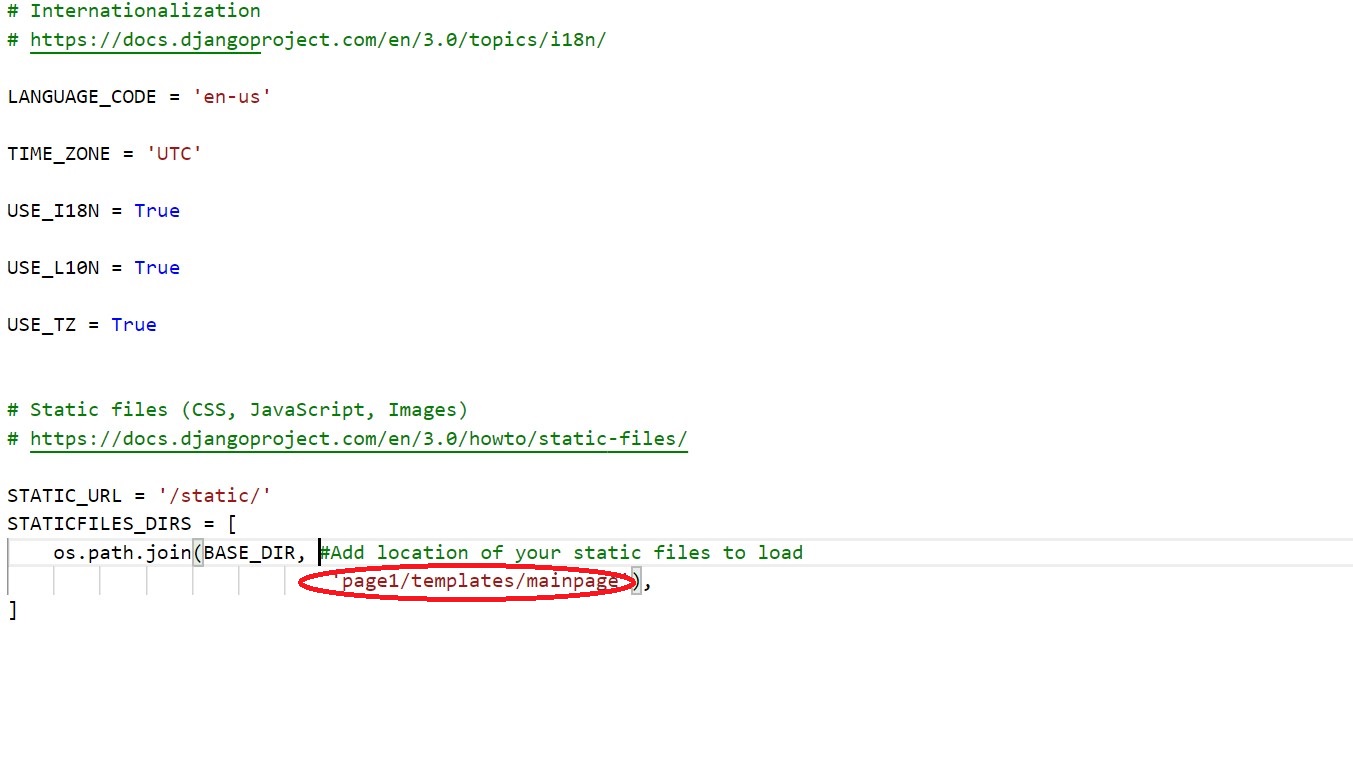 # Internationalization
# https://docs.djangoproject.com/en/3.0/topics/i18n/
LANGUAGE_CODE = 'en-us'
TIME_ZONE = 'UTC'
USE_I18N = True
USE_L10N = True
USE_TZ = True
# Static files (CSS, JavaScript, Images)
# https://docs.djangoproject.com/en/3.0/howto/static-files/
STATIC_URL = '/static/'
STATICFILES_DIRS = [
os.path.join(BASE_DIR, #Add location of your static files to load
'page1/templates/mainpage'),
]